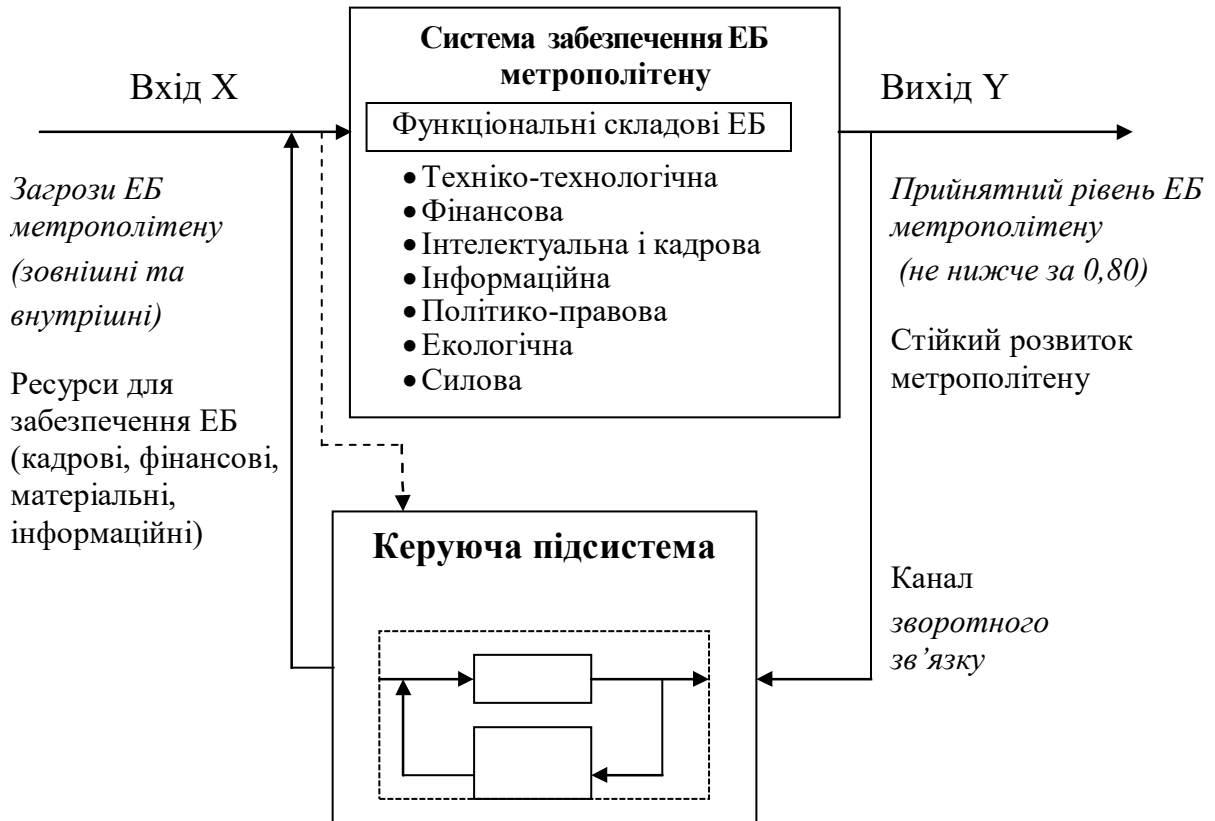 Система забезпечення ЕБ
метрополітену
Вхід X
Вихід Y
Функціональні складові ЕБ
• Техніко-технологічна
• Фінансова
• Інтелектуальна і кадрова
• Інформаційна
• Політико-правова
• Екологічна
• Силова
Загрози ЕБ
метрополітену
(зовнішні та
внутрішні)
Ресурси для
забезпечення ЕБ
(кадрові, фінансові,
матеріальні,
інформаційні)
Прийнятний рівень ЕБ
метрополітену
(не нижче за 0,80)
Стійкий розвиток
метрополітену
Керуюча підсистема
Канал
зворотного
зв’язку